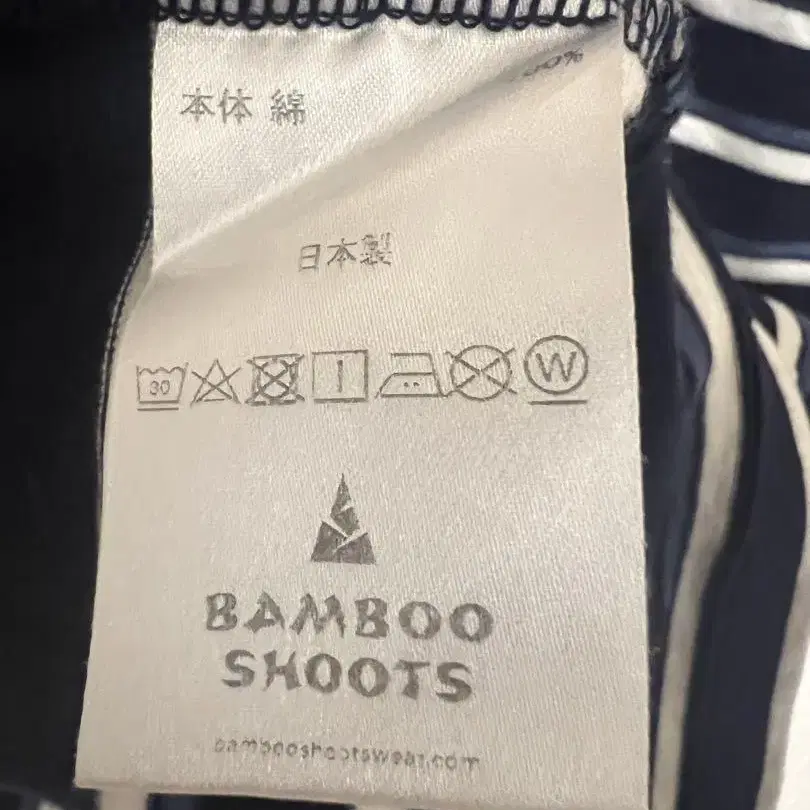 本体 綿
日本製
30
W
BAMBOO
SHOOTS
bambooshootswear.com